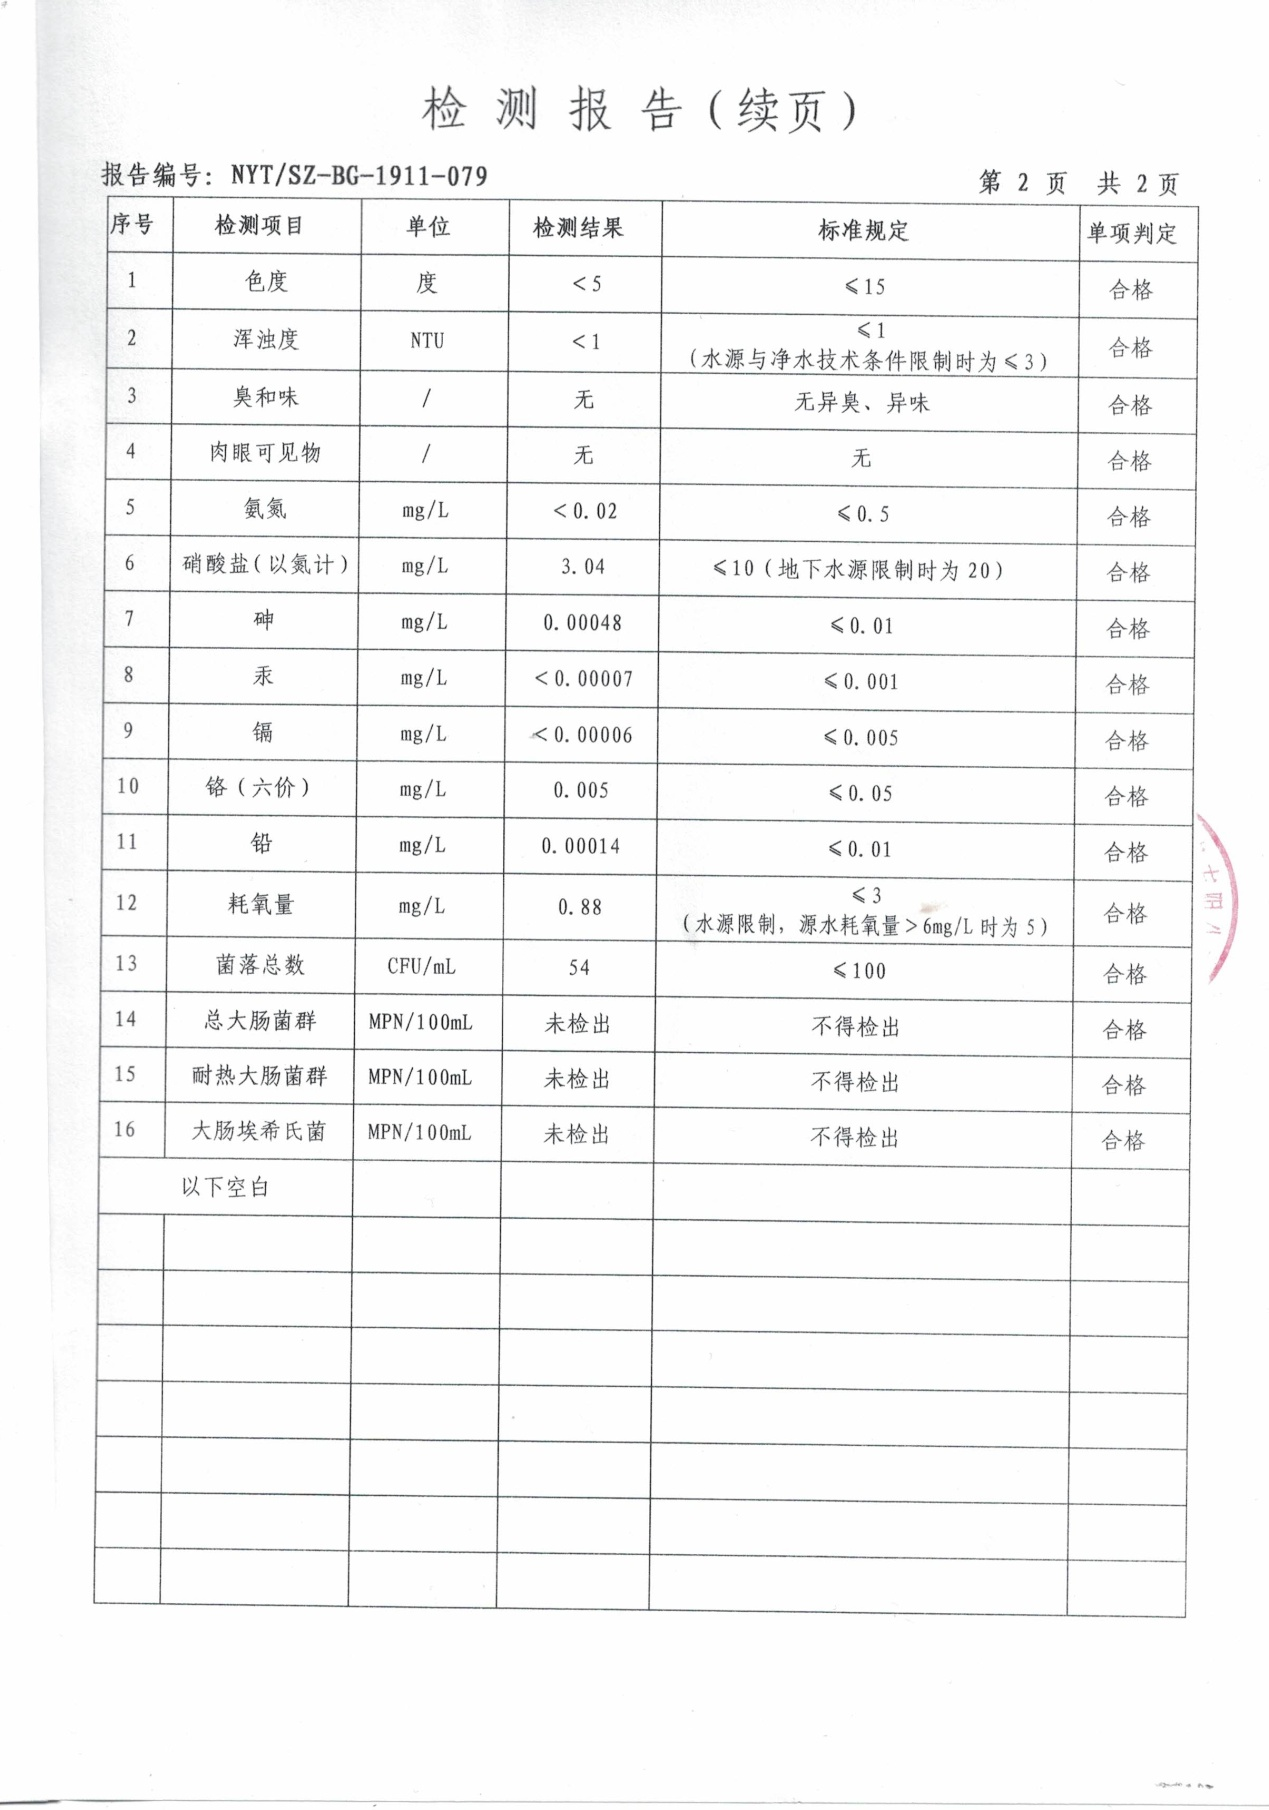 检测报告(续页)
报告编号: NYT/SZ-BG-1911-079
第 2 页 共 2 页
序号 检测项目 单位 检测结果 标准规定 单项判定
1 色度 度 <5 ≤15 合格
2 浑浊度 NTU <1 ≤1 合格
(水源与净水技术条件限制时为≤3)
3 臭和味 / 无 无异臭、异味 合格
4 肉眼可见物 / 无 无 合格
5 氨氮 mg/L <0.02 ≤0.5 合格
6 硝酸盐(以氮计) mg/L 3.04 ≤10(地下水源限制时为20) 合格
7 砷 mg/L 0.00048 ≤0.01 合格
8 汞 mg/L <0.00007 ≤0.001 合格
9 镉 mg/L <0.00006 ≤0.005 合格
10 铬(六价) mg/L 0.005 ≤0.05 合格
11 铅 mg/L 0.00014 ≤0.01 合格
12 耗氧量 mg/L 0.88 ≤3 合格
(水源限制,源水耗氧量>6mg/L时为5)
13 菌落总数 CFU/mL 54 ≤100 合格
14 总大肠菌群 MPN/100mL 未检出 不得检出 合格
15 耐热大肠菌群 MPN/100mL 未检出 不得检出 合格
16 大肠埃希氏菌 MPN/100mL 未检出 不得检出 合格
以下空白